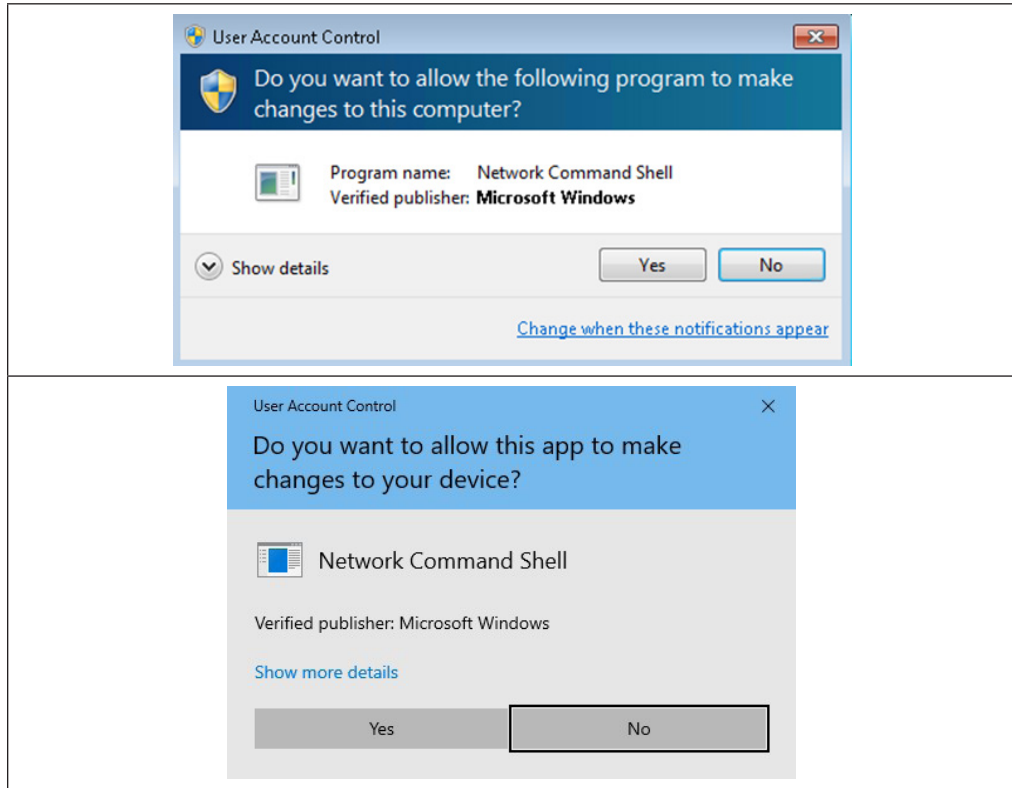 User Account Control
Do you want to allow the following program to make
changes to this computer?
Program name: Network Command Shell
Verified publisher: Microsoft Windows
Show details
Yes No
Change when these notifications appear
User Account Control
Do you want to allow this app to make
changes to your device?
Network Command Shell
Verified publisher: Microsoft Windows
Show more details
Yes No